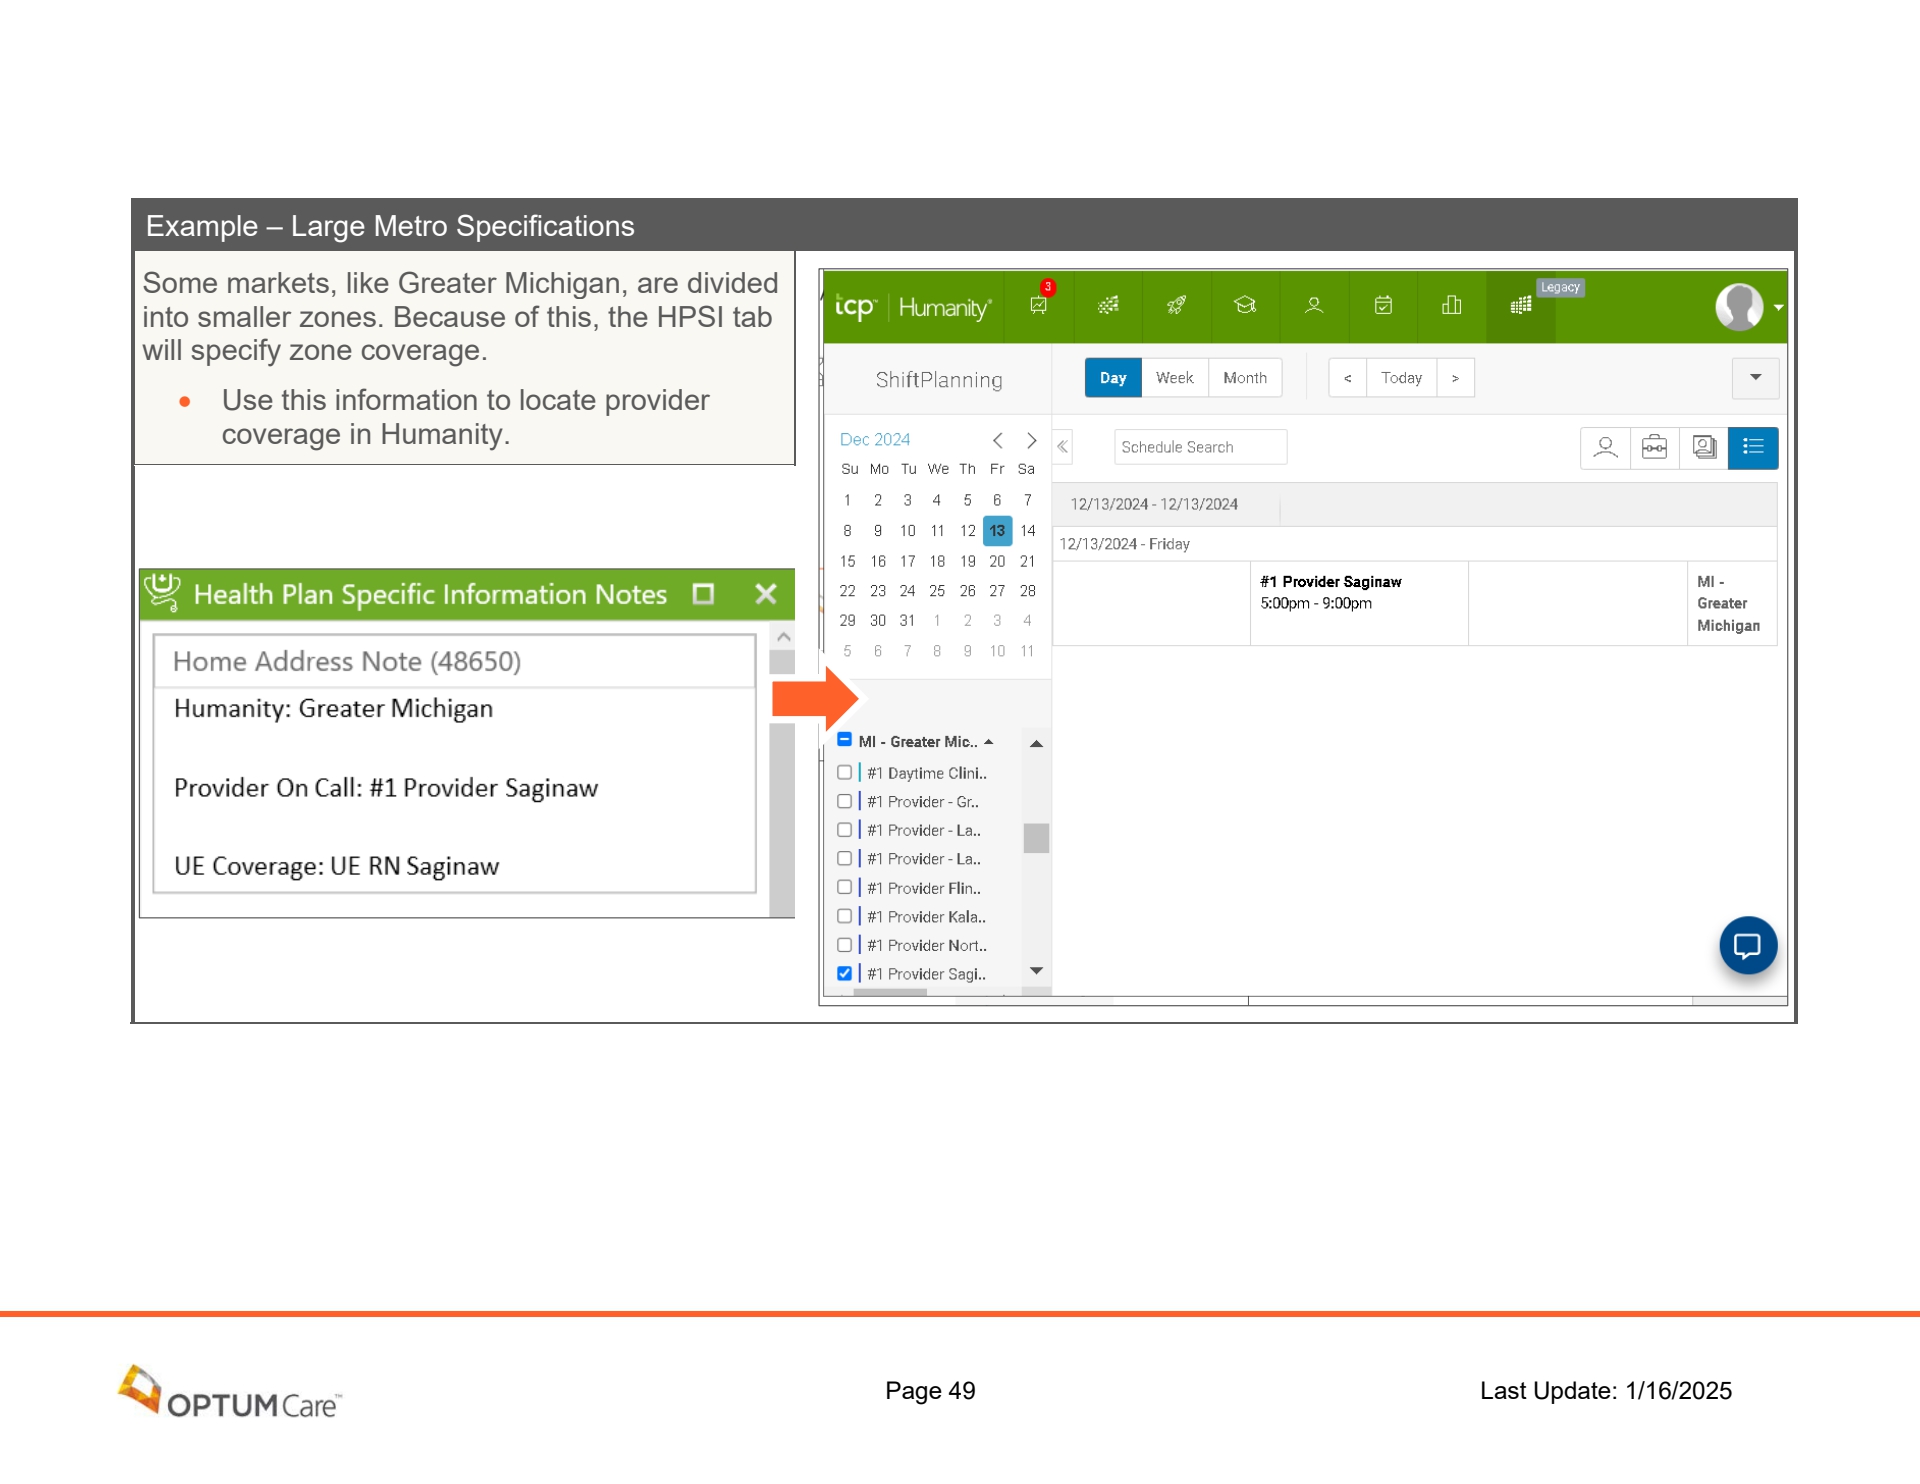 Example – Large Metro Specifications
Some markets, like Greater Michigan, are divided
into smaller zones. Because of this, the HPSI tab
will specify zone coverage.
• Use this information to locate provider
coverage in Humanity.
Health Plan Specific Information Notes
Home Address Note (48650)
Humanity: Greater Michigan
Provider On Call: #1 Provider Saginaw
UE Coverage: UE RN Saginaw
tcp™ | Humanity®
3
Legacy
ShiftPlanning
Day Week Month < Today >
Dec 2024
Schedule Search
Su Mo Tu We Th Fr Sa
1 2 3 4 5 6 7
8 9 10 11 12 13 14
15 16 17 18 19 20 21
22 23 24 25 26 27 28
29 30 31 1 2 3 4
5 6 7 8 9 10 11
12/13/2024 - 12/13/2024
12/13/2024 - Friday
#1 Provider Saginaw
5:00pm - 9:00pm
MI -
Greater
Michigan
MI - Greater Mic..
#1 Daytime Clini..
#1 Provider - Gr..
#1 Provider - La..
#1 Provider - La..
#1 Provider Flin..
#1 Provider Kala..
#1 Provider Nort..
#1 Provider Sagi..
OPTUMCare™
Page 49
Last Update: 1/16/2025